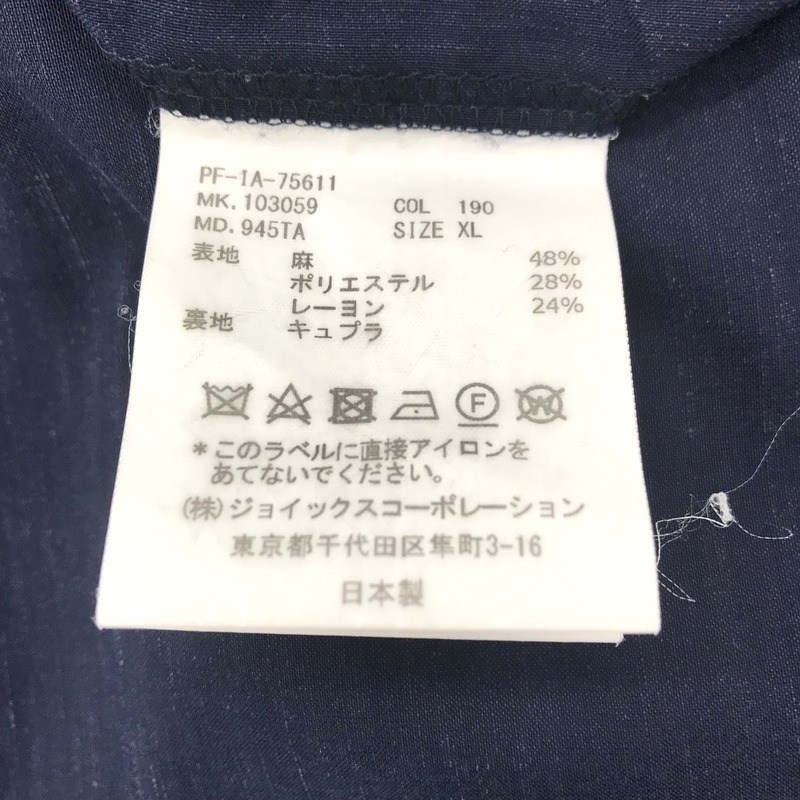 PF-IA-75611
MK.103059 COL 190
MD.945TA SIZE XL
表地 麻 48%
ポリエステル 28%
レーヨン 24%
裏地 キュプラ
F W
*このラベルに直接アイロンを
あてないでください。
(株)ジョイックスコーポレーション
東京都千代田区隼町3-16
日本製